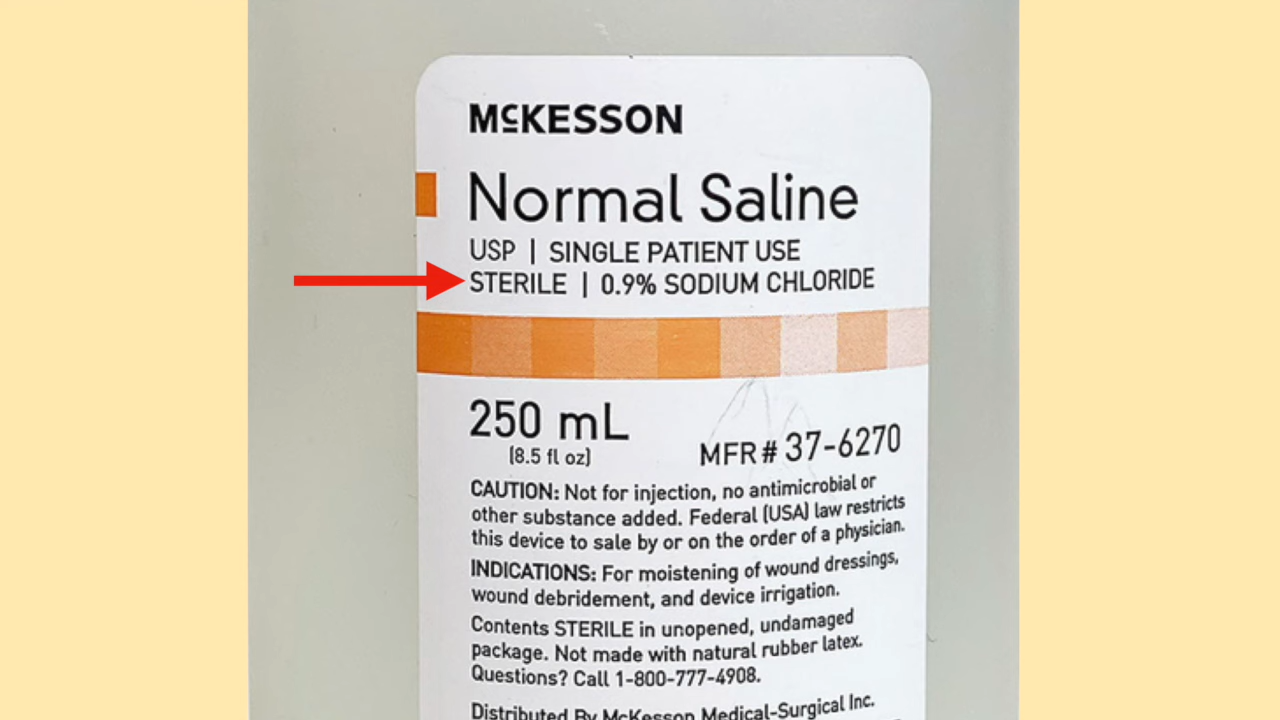 McKESSON
Normal Saline
USP | SINGLE PATIENT USE
STERILE | 0.9% SODIUM CHLORIDE
250 mL
(8.5 fl oz)
MFR# 37-6270
CAUTION: Not for injection, no antimicrobial or
other substance added. Federal (USA) law restricts
this device to sale by or on the order of a physician.
INDICATIONS: For moistening of wound dressings,
wound debridement, and device irrigation.
Contents STERILE in unopened, undamaged
package. Not made with natural rubber latex.
Questions? Call 1-800-777-4908.
Distributed By McKesson Medical-Surgical Inc.